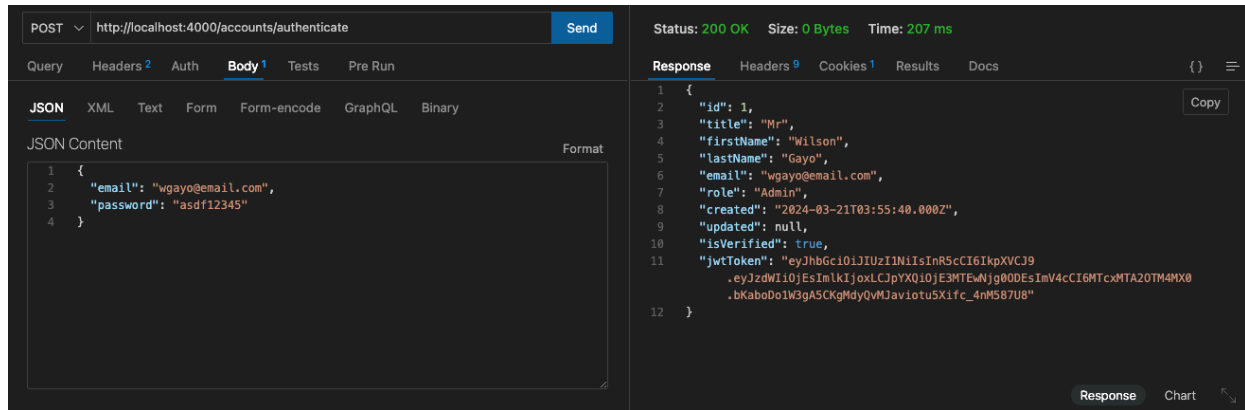 POST http://localhost:4000/accounts/authenticate Send
Query Headers 2 Auth Body 1 Tests Pre Run
JSON XML Text Form Form-encode GraphQL Binary
JSON Content Format
1 {
2 "email": "wgayo@email.com",
3 "password": "asdf12345"
4 }
Status: 200 OK Size: 0 Bytes Time: 207 ms
Response Headers 9 Cookies 1 Results Docs { }
Copy
1 {
2 "id": 1,
3 "title": "Mr",
4 "firstName": "Wilson",
5 "lastName": "Gayo",
6 "email": "wgayo@email.com",
7 "role": "Admin",
8 "created": "2024-03-21T03:55:40.000Z",
9 "updated": null,
10 "isVerified": true,
11 "jwtToken": "eyJhbGciOiJIUzI1NiIsInR5cCI6IkpXVCJ9
.eyJzdWIiOjEsImlkIjoxLCJpYXQiOjE3MTEwNjg0ODEsImV4cCI6MTcxMTA2OTM4MX0
.bKaboDo1W3gA5CKgMdyQvMJaviotu5Xifc_4nM587U8"
12 }
Response Chart